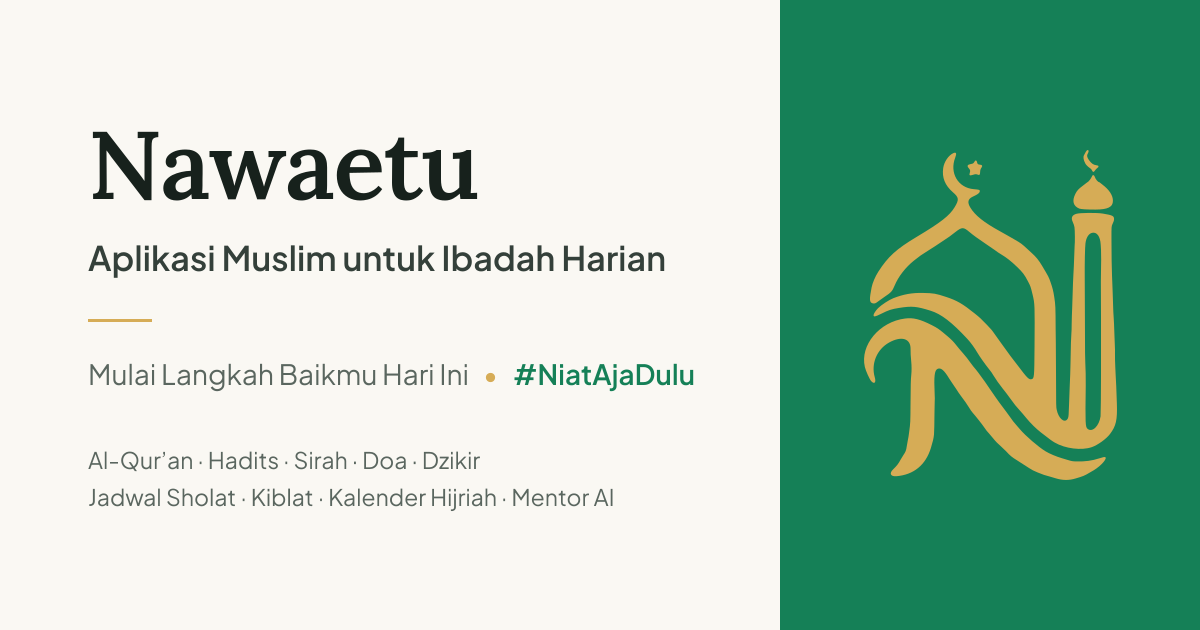 Nawaetu
Aplikasi Muslim untuk Ibadah Harian
Mulai Langkah Baikmu Hari Ini • #NiatAjaDulu
Al-Qur’an · Hadits · Sirah · Doa · Dzikir
Jadwal Sholat · Kiblat · Kalender Hijriah · Mentor AI